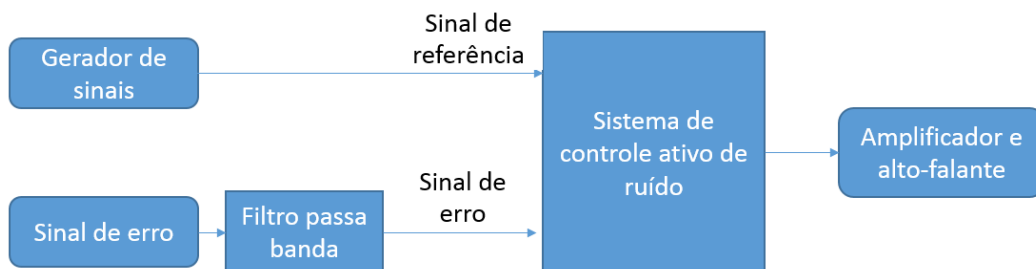 Sinal de
referência
Gerador de
sinais
Sistema de
controle ativo de
ruído
Amplificador e
alto-falante
Sinal de erro
Filtro passa
banda
Sinal de
erro